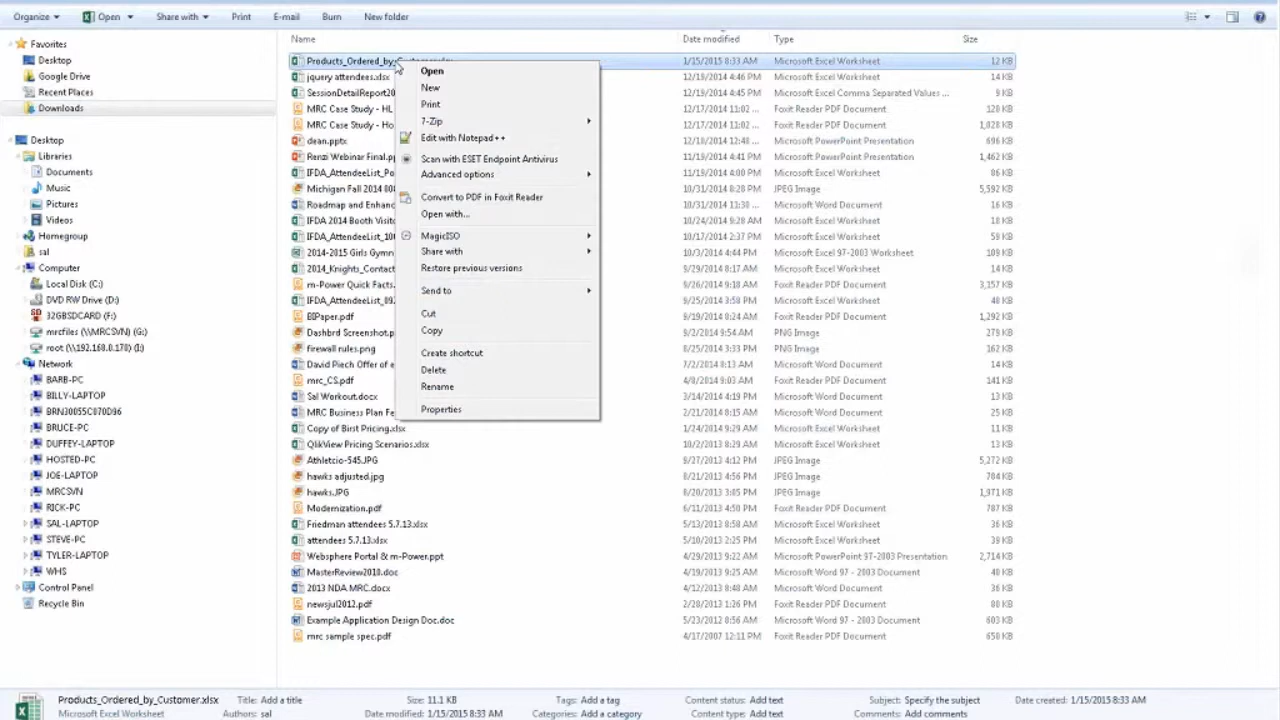 Organize Open Share with Print E-mail Burn New folder
Name Date modified Type Size
Favorites
Desktop
Google Drive
Recent Places
Downloads
Desktop
Libraries
Documents
Music
Pictures
Videos
Homegroup
sal
Computer
Local Disk (C:)
DVD RW Drive (D:)
32GBSDCARD (F:)
mrcfiles (\\MRCSVN) (G:)
root (\\192.168.0.170) (I:)
Network
BARB-PC
BILLY-LAPTOP
BRN30055C870D86
BRUCE-PC
DUFFEY-LAPTOP
HOSTED-PC
JOE-LAPTOP
MRCSVN
RICK-PC
SAL-LAPTOP
STEVE-PC
TYLER-LAPTOP
WHS
Control Panel
Recycle Bin
Products_Ordered_by_Customer.xlsx 1/15/2015 8:33 AM Microsoft Excel Worksheet 12 KB
jquery attendees.xlsx 12/19/2014 4:46 PM Microsoft Excel Worksheet 14 KB
SessionDetailReport20 12/19/2014 4:45 PM Microsoft Excel Comma Separated Values ... 9 KB
MRC Case Study - HL 12/17/2014 11:02 ... Foxit Reader PDF Document 129 KB
MRC Case Study - Ho 12/17/2014 11:02 ... Foxit Reader PDF Document 1,028 KB
dean.pptx 12/10/2014 12:40 ... Microsoft PowerPoint Presentation 696 KB
Renzi Webinar Final.pp 11/19/2014 4:41 PM Microsoft PowerPoint Presentation 1,462 KB
IFDA_AttendeeList_Po 11/19/2014 4:00 PM Microsoft Excel Worksheet 86 KB
Michigan Fall 2014 80 10/31/2014 8:28 PM JPEG Image 5,592 KB
Roadmap and Enhanc 10/31/2014 11:30 ... Microsoft Word Document 16 KB
IFDA 2014 Booth Visito 10/24/2014 9:28 AM Microsoft Excel Worksheet 18 KB
IFDA_AttendeeList_10 10/17/2014 2:37 PM Microsoft Excel Worksheet 59 KB
2014-2015 Girls Gymn 10/3/2014 4:44 PM Microsoft Excel 97-2003 Worksheet 109 KB
2014_Knights_Contact 9/29/2014 8:17 AM Microsoft Excel Worksheet 14 KB
m-Power Quick Facts. 9/26/2014 9:18 AM Foxit Reader PDF Document 3,157 KB
IFDA_AttendeeList_09 9/25/2014 3:58 PM Microsoft Excel Worksheet 48 KB
BIPaper.pdf 9/19/2014 8:24 AM Foxit Reader PDF Document 1,292 KB
Dashbrd Screenshot.p 9/2/2014 9:54 AM PNG Image 279 KB
firewall rules.png 8/25/2014 3:33 PM PNG Image 162 KB
David Piech Offer of e 7/2/2014 8:13 AM Microsoft Word Document 14 KB
mrc_CS.pdf 4/8/2014 9:03 AM Foxit Reader PDF Document 141 KB
Sal Workout.docx 3/14/2014 4:19 PM Microsoft Word Document 13 KB
MRC Business Plan Fe 2/21/2014 8:15 AM Microsoft Word Document 25 KB
Copy of Birst Pricing.xlsx 1/24/2014 9:29 AM Microsoft Excel Worksheet 11 KB
QlikView Pricing Scenarios.xlsx 10/2/2013 8:29 AM Microsoft Excel Worksheet 13 KB
Athletcio-545.JPG 9/27/2013 4:12 PM JPEG Image 5,272 KB
hawks adjusted.jpg 8/21/2013 4:56 PM JPEG Image 704 KB
hawks.JPG 8/20/2013 3:05 PM JPEG Image 1,971 KB
Modernization.pdf 6/11/2013 4:50 PM Foxit Reader PDF Document 787 KB
Friedman attendees 5.7.13.xlsx 5/13/2013 8:58 AM Microsoft Excel Worksheet 36 KB
attendees 5.7.13.xlsx 5/10/2013 2:25 PM Microsoft Excel Worksheet 39 KB
Websphere Portal & m-Power.ppt 4/29/2013 9:22 AM Microsoft PowerPoint 97-2003 Presentation 2,714 KB
MasterReview2010.doc 4/19/2013 9:25 AM Microsoft Word 97 - 2003 Document 40 KB
2013 NDA MRC.docx 4/12/2013 8:48 AM Microsoft Word Document 36 KB
newsjul2012.pdf 2/28/2013 1:26 PM Foxit Reader PDF Document 88 KB
Example Application Design Doc.doc 5/23/2012 8:56 AM Microsoft Word 97 - 2003 Document 603 KB
mrc sample spec.pdf 4/17/2007 12:11 PM Foxit Reader PDF Document 650 KB
Open
New
Print
7-Zip
Edit with Notepad++
Scan with ESET Endpoint Antivirus
Advanced options
Convert to PDF in Foxit Reader
Open with...
MagicISO
Share with
Restore previous versions
Send to
Cut
Copy
Create shortcut
Delete
Rename
Properties
Products_Ordered_by_Customer.xlsx Title: Add a title Size: 11.1 KB Tags: Add a tag Content status: Add text Subject: Specify the subject Date created: 1/15/2015 8:33 AM
Microsoft Excel Worksheet Authors: sal Date modified: 1/15/2015 8:33 AM Categories: Add a category Content type: Add text Comments: Add comments